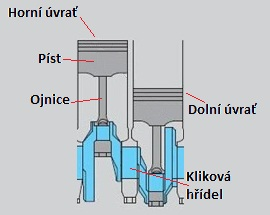 Horní úvrať
Píst
Ojnice
Dolní úvrať
Kliková
hřídel